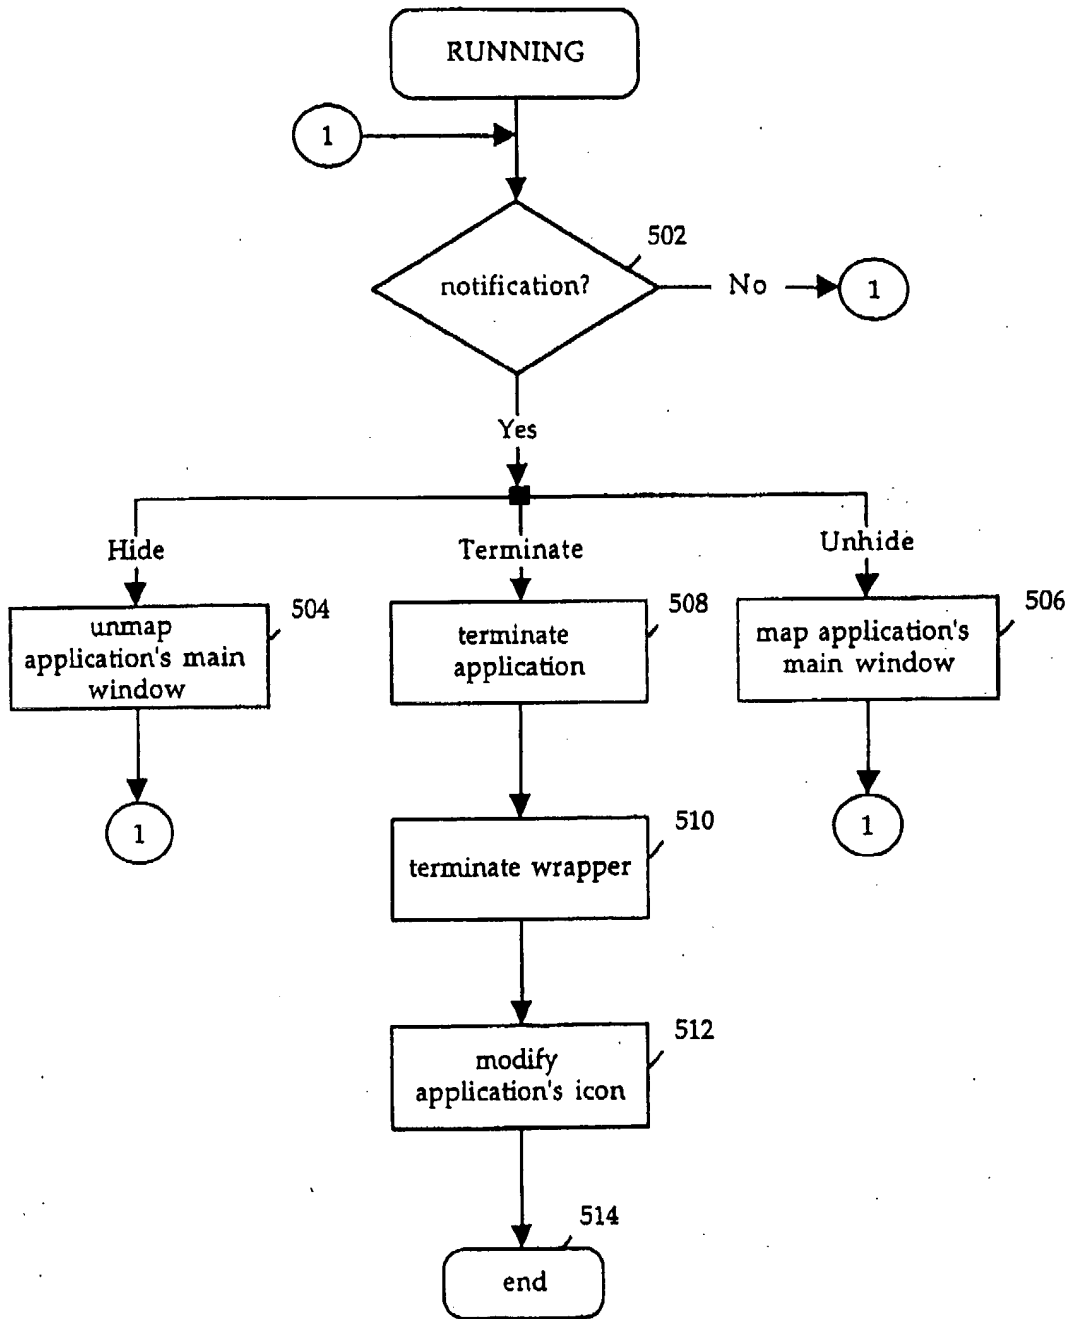 RUNNING
1
502
notification?
No
1
Yes
Hide
Terminate
Unhide
504
unmap
application's main
window
508
terminate
application
506
map application's
main window
1
1
510
terminate wrapper
512
modify
application's icon
514
end